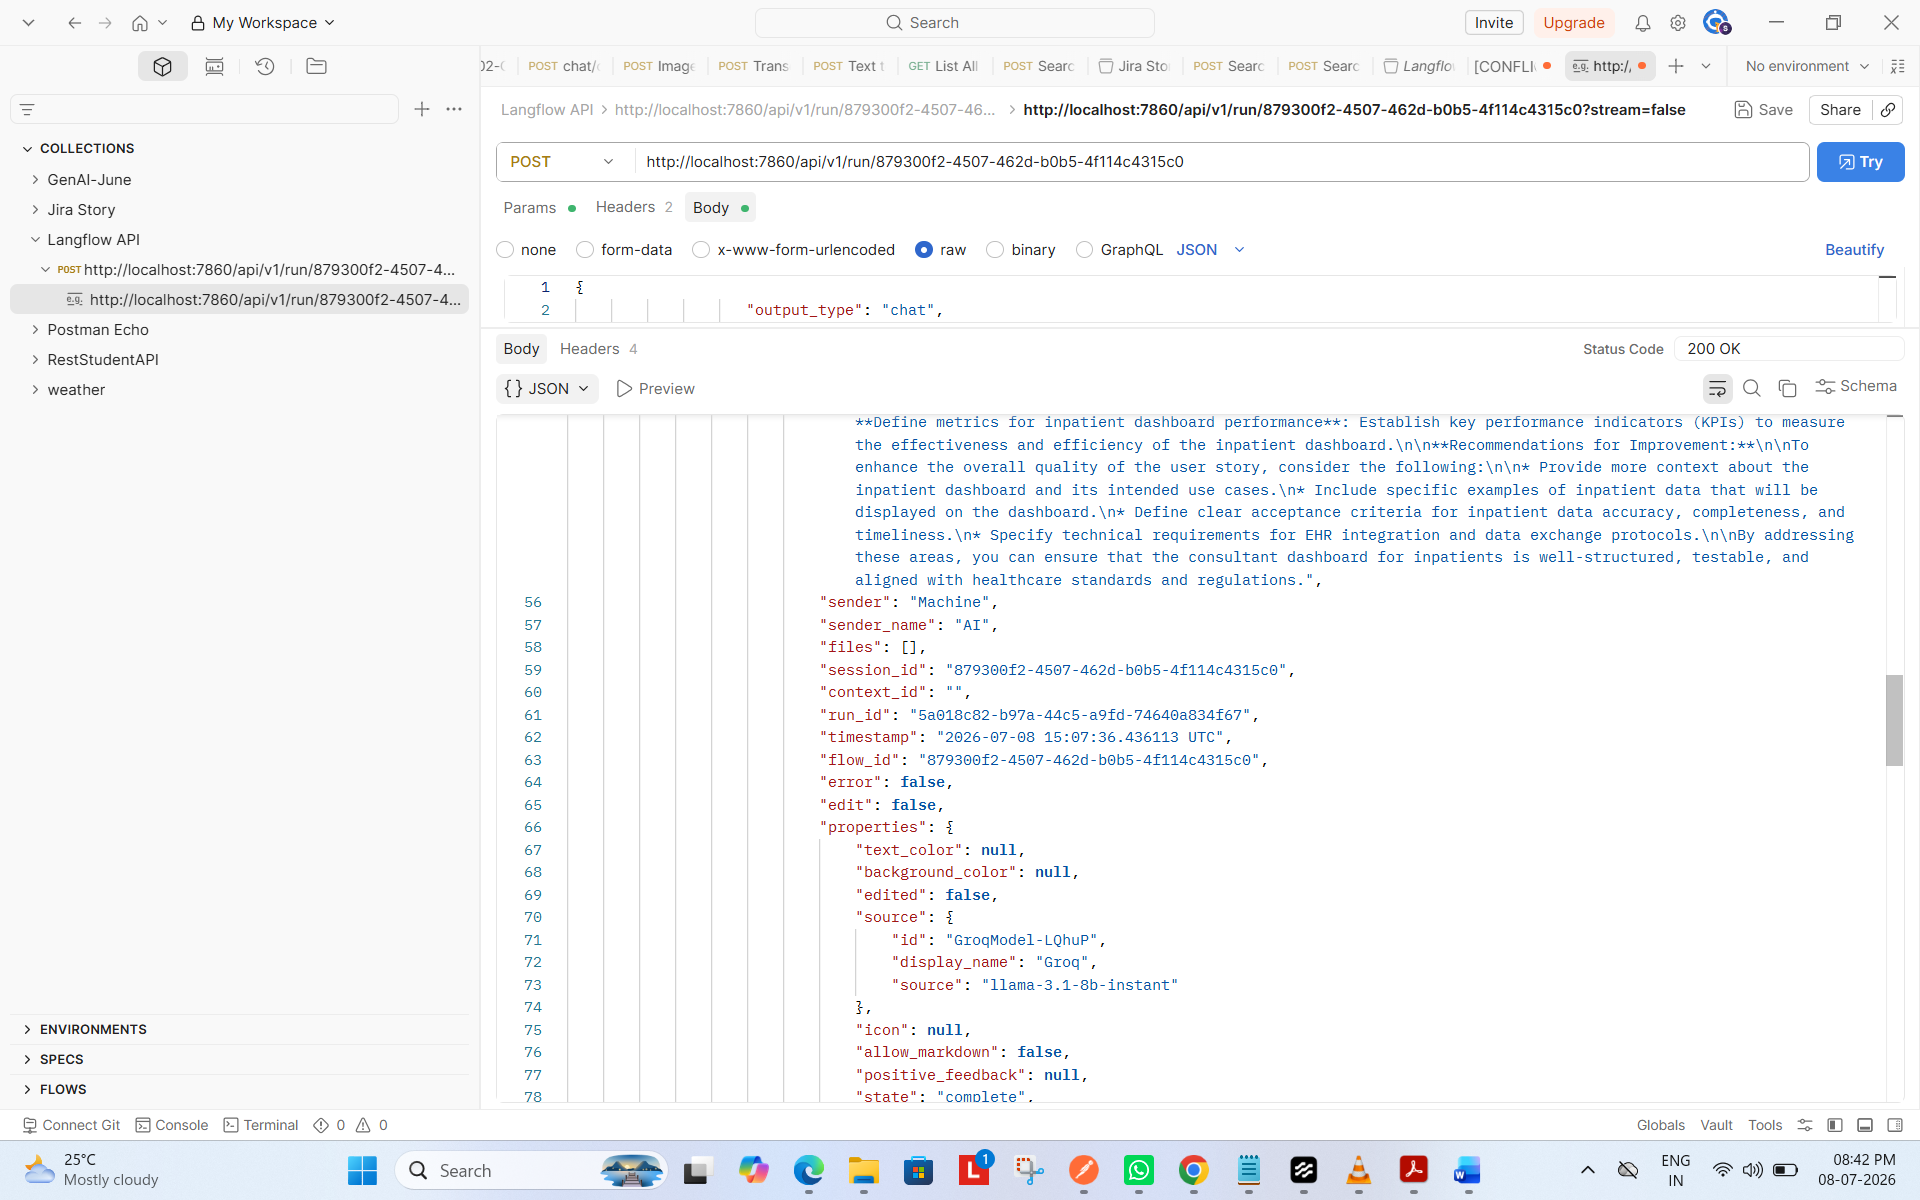 My Workspace
Search
Invite
Upgrade
POST chat/
POST Image
POST Trans
POST Text t
GET List All
POST Searc
Jira Sto
POST Searc
POST Searc
Langflo
[CONFLI
http:/
No environment
Langflow API > http://localhost:7860/api/v1/run/879300f2-4507-46... > http://localhost:7860/api/v1/run/879300f2-4507-462d-b0b5-4f114c4315c0?stream=false
Save
Share
COLLECTIONS
GenAI-June
Jira Story
Langflow API
POST http://localhost:7860/api/v1/run/879300f2-4507-4...
e.g. http://localhost:7860/api/v1/run/879300f2-4507-4...
Postman Echo
RestStudentAPI
weather
ENVIRONMENTS
SPECS
FLOWS
POST http://localhost:7860/api/v1/run/879300f2-4507-462d-b0b5-4f114c4315c0
Try
Params Headers 2 Body
none form-data x-www-form-urlencoded raw binary GraphQL JSON
Beautify
1 {
2 "output_type": "chat",
Body Headers 4
Status Code 200 OK
{} JSON Preview
Schema
**Define metrics for inpatient dashboard performance**: Establish key performance indicators (KPIs) to measure
the effectiveness and efficiency of the inpatient dashboard.\n\n**Recommendations for Improvement:**\n\nTo
enhance the overall quality of the user story, consider the following:\n\n* Provide more context about the
inpatient dashboard and its intended use cases.\n* Include specific examples of inpatient data that will be
displayed on the dashboard.\n* Define clear acceptance criteria for inpatient data accuracy, completeness, and
timeliness.\n* Specify technical requirements for EHR integration and data exchange protocols.\n\nBy addressing
these areas, you can ensure that the consultant dashboard for inpatients is well-structured, testable, and
aligned with healthcare standards and regulations.",
56 "sender": "Machine",
57 "sender_name": "AI",
58 "files": [],
59 "session_id": "879300f2-4507-462d-b0b5-4f114c4315c0",
60 "context_id": "",
61 "run_id": "5a018c82-b97a-44c5-a9fd-74640a834f67",
62 "timestamp": "2026-07-08 15:07:36.436113 UTC",
63 "flow_id": "879300f2-4507-462d-b0b5-4f114c4315c0",
64 "error": false,
65 "edit": false,
66 "properties": {
67 "text_color": null,
68 "background_color": null,
69 "edited": false,
70 "source": {
71 "id": "GroqModel-LQhuP",
72 "display_name": "Groq",
73 "source": "llama-3.1-8b-instant"
74 },
75 "icon": null,
76 "allow_markdown": false,
77 "positive_feedback": null,
78 "state": "complete",
Connect Git Console Terminal 0 0
Globals Vault Tools
25°C
Mostly cloudy
Search
1
ENG
IN
08:42 PM
08-07-2026